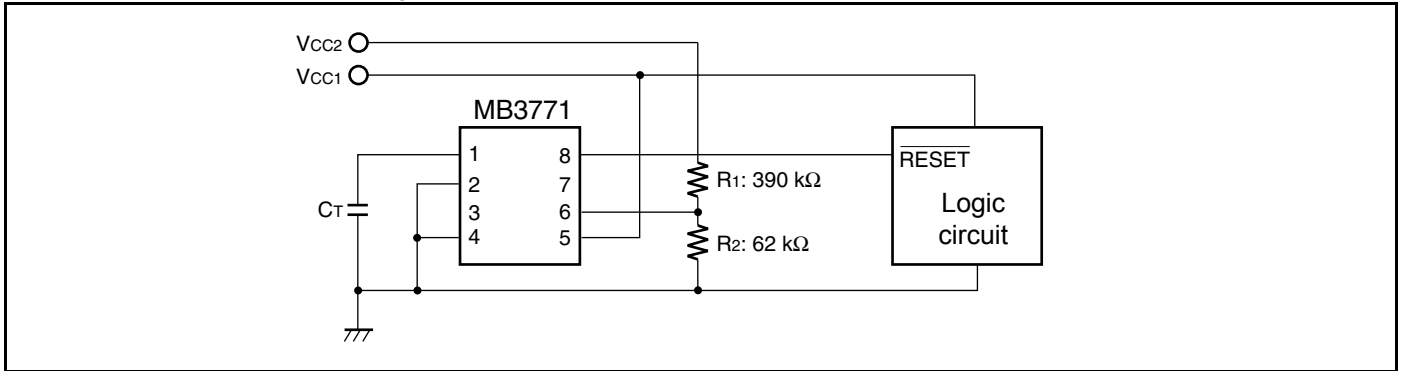 VCC2
VCC1
MB3771
1 8
2 7
3 6
4 5
CT
R1: 390 kΩ
R2: 62 kΩ
RESET
Logic
circuit